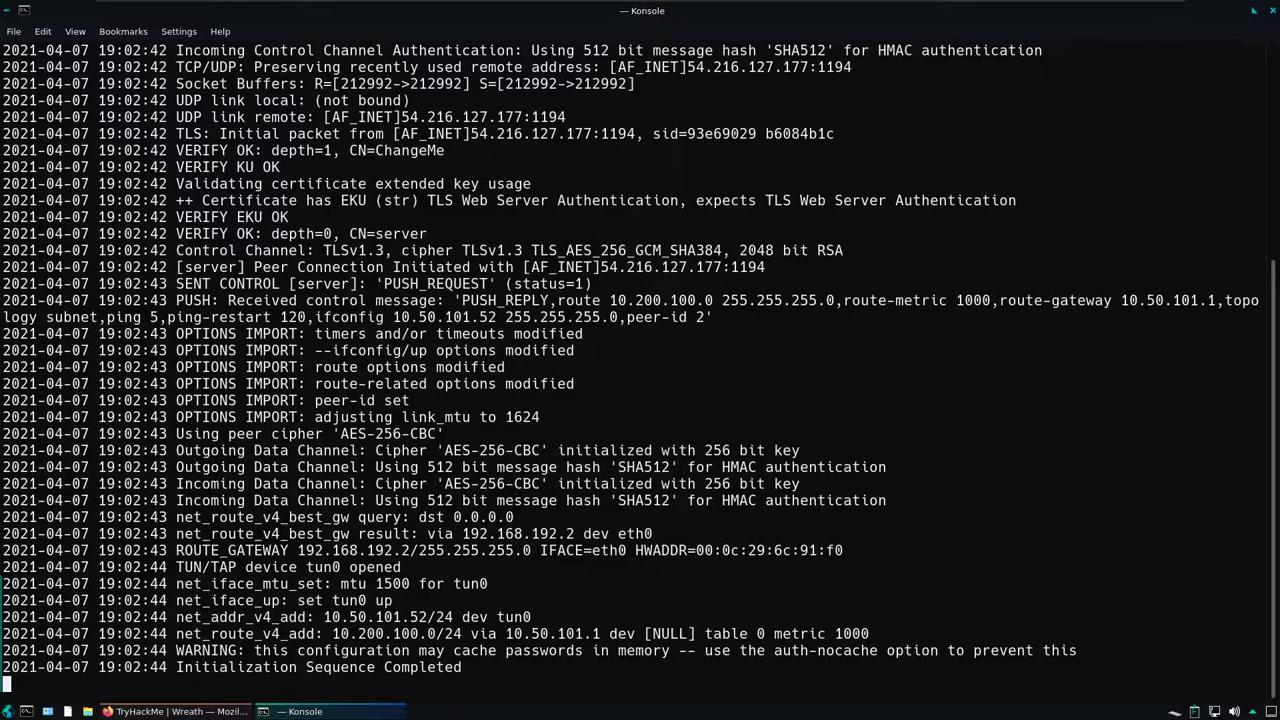 — Konsole
File Edit View Bookmarks Settings Help
2021-04-07 19:02:42 Incoming Control Channel Authentication: Using 512 bit message hash 'SHA512' for HMAC authentication
2021-04-07 19:02:42 TCP/UDP: Preserving recently used remote address: [AF_INET]54.216.127.177:1194
2021-04-07 19:02:42 Socket Buffers: R=[212992->212992] S=[212992->212992]
2021-04-07 19:02:42 UDP link local: (not bound)
2021-04-07 19:02:42 UDP link remote: [AF_INET]54.216.127.177:1194
2021-04-07 19:02:42 TLS: Initial packet from [AF_INET]54.216.127.177:1194, sid=93e69029 b6084b1c
2021-04-07 19:02:42 VERIFY OK: depth=1, CN=ChangeMe
2021-04-07 19:02:42 VERIFY KU OK
2021-04-07 19:02:42 Validating certificate extended key usage
2021-04-07 19:02:42 ++ Certificate has EKU (str) TLS Web Server Authentication, expects TLS Web Server Authentication
2021-04-07 19:02:42 VERIFY EKU OK
2021-04-07 19:02:42 VERIFY OK: depth=0, CN=server
2021-04-07 19:02:42 Control Channel: TLSv1.3, cipher TLSv1.3 TLS_AES_256_GCM_SHA384, 2048 bit RSA
2021-04-07 19:02:42 [server] Peer Connection Initiated with [AF_INET]54.216.127.177:1194
2021-04-07 19:02:43 SENT CONTROL [server]: 'PUSH_REQUEST' (status=1)
2021-04-07 19:02:43 PUSH: Received control message: 'PUSH_REPLY,route 10.200.100.0 255.255.255.0,route-metric 1000,route-gateway 10.50.101.1,topo
logy subnet,ping 5,ping-restart 120,ifconfig 10.50.101.52 255.255.255.0,peer-id 2'
2021-04-07 19:02:43 OPTIONS IMPORT: timers and/or timeouts modified
2021-04-07 19:02:43 OPTIONS IMPORT: --ifconfig/up options modified
2021-04-07 19:02:43 OPTIONS IMPORT: route options modified
2021-04-07 19:02:43 OPTIONS IMPORT: route-related options modified
2021-04-07 19:02:43 OPTIONS IMPORT: peer-id set
2021-04-07 19:02:43 OPTIONS IMPORT: adjusting link_mtu to 1624
2021-04-07 19:02:43 Using peer cipher 'AES-256-CBC'
2021-04-07 19:02:43 Outgoing Data Channel: Cipher 'AES-256-CBC' initialized with 256 bit key
2021-04-07 19:02:43 Outgoing Data Channel: Using 512 bit message hash 'SHA512' for HMAC authentication
2021-04-07 19:02:43 Incoming Data Channel: Cipher 'AES-256-CBC' initialized with 256 bit key
2021-04-07 19:02:43 Incoming Data Channel: Using 512 bit message hash 'SHA512' for HMAC authentication
2021-04-07 19:02:43 net_route_v4_best_gw query: dst 0.0.0.0
2021-04-07 19:02:43 net_route_v4_best_gw result: via 192.168.192.2 dev eth0
2021-04-07 19:02:43 ROUTE_GATEWAY 192.168.192.2/255.255.255.0 IFACE=eth0 HWADDR=00:0c:29:6c:91:f0
2021-04-07 19:02:44 TUN/TAP device tun0 opened
2021-04-07 19:02:44 net_iface_mtu_set: mtu 1500 for tun0
2021-04-07 19:02:44 net_iface_up: set tun0 up
2021-04-07 19:02:44 net_addr_v4_add: 10.50.101.52/24 dev tun0
2021-04-07 19:02:44 net_route_v4_add: 10.200.100.0/24 via 10.50.101.1 dev [NULL] table 0 metric 1000
2021-04-07 19:02:44 WARNING: this configuration may cache passwords in memory -- use the auth-nocache option to prevent this
2021-04-07 19:02:44 Initialization Sequence Completed
TryHackMe | Wreath — Mozil... — Konsole